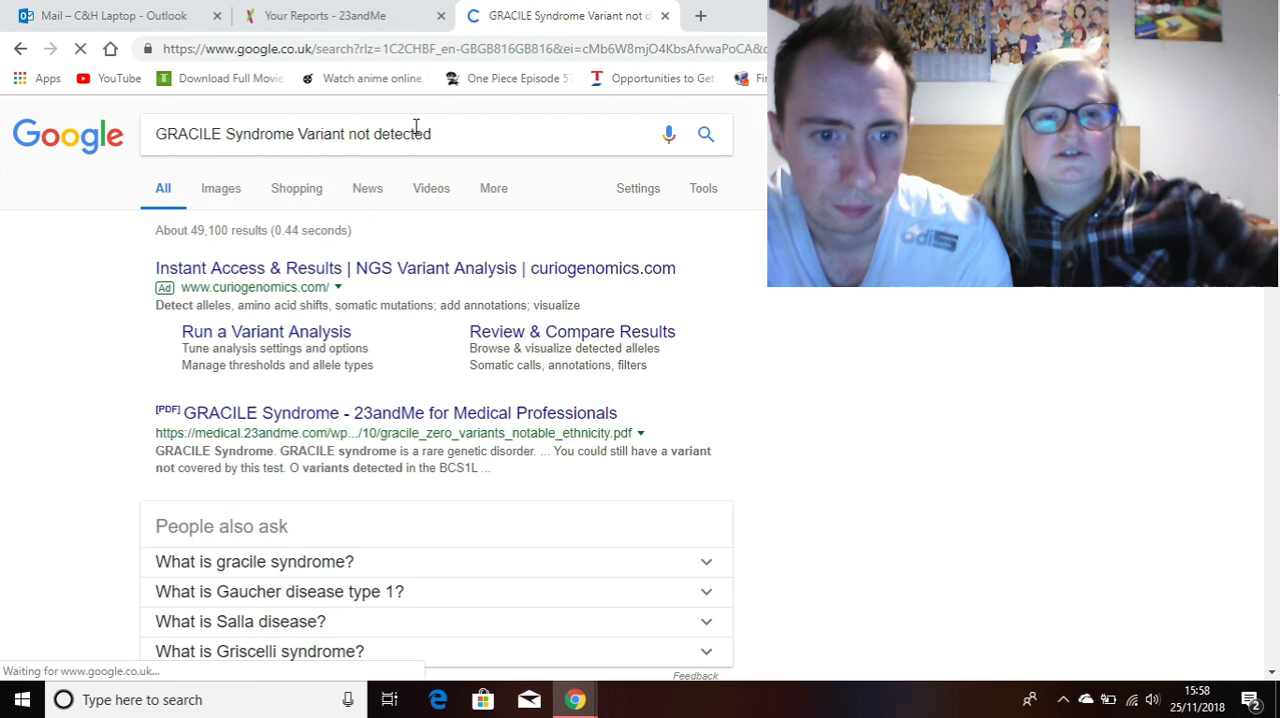 Mail – C&H Laptop - Outlook
Your Reports - 23andMe
GRACILE Syndrome Variant not d
https://www.google.co.uk/search?rlz=1C2CHBF_en-GBGB816GB816&ei=cMb6W8mjO4KbsAfvwaPoCA&
Apps
YouTube
Download Full Movie
Watch anime online,
One Piece Episode 57
Opportunities to Get
Fir
Google
GRACILE Syndrome Variant not detected
All
Images
Shopping
News
Videos
More
Settings
Tools
About 49,100 results (0.44 seconds)
Instant Access & Results | NGS Variant Analysis | curiogenomics.com
Ad www.curiogenomics.com/
Detect alleles, amino acid shifts, somatic mutations; add annotations; visualize
Run a Variant Analysis
Tune analysis settings and options
Manage thresholds and allele types
Review & Compare Results
Browse & visualize detected alleles
Somatic calls, annotations, filters
[PDF] GRACILE Syndrome - 23andMe for Medical Professionals
https://medical.23andme.com/wp.../10/gracile_zero_variants_notable_ethnicity.pdf
GRACILE Syndrome. GRACILE syndrome is a rare genetic disorder. ... You could still have a variant
not covered by this test. O variants detected in the BCS1L ...
People also ask
What is gracile syndrome?
What is Gaucher disease type 1?
What is Salla disease?
What is Griscelli syndrome?
Feedback
Waiting for www.google.co.uk...
Type here to search
15:58
25/11/2018
2
adi5